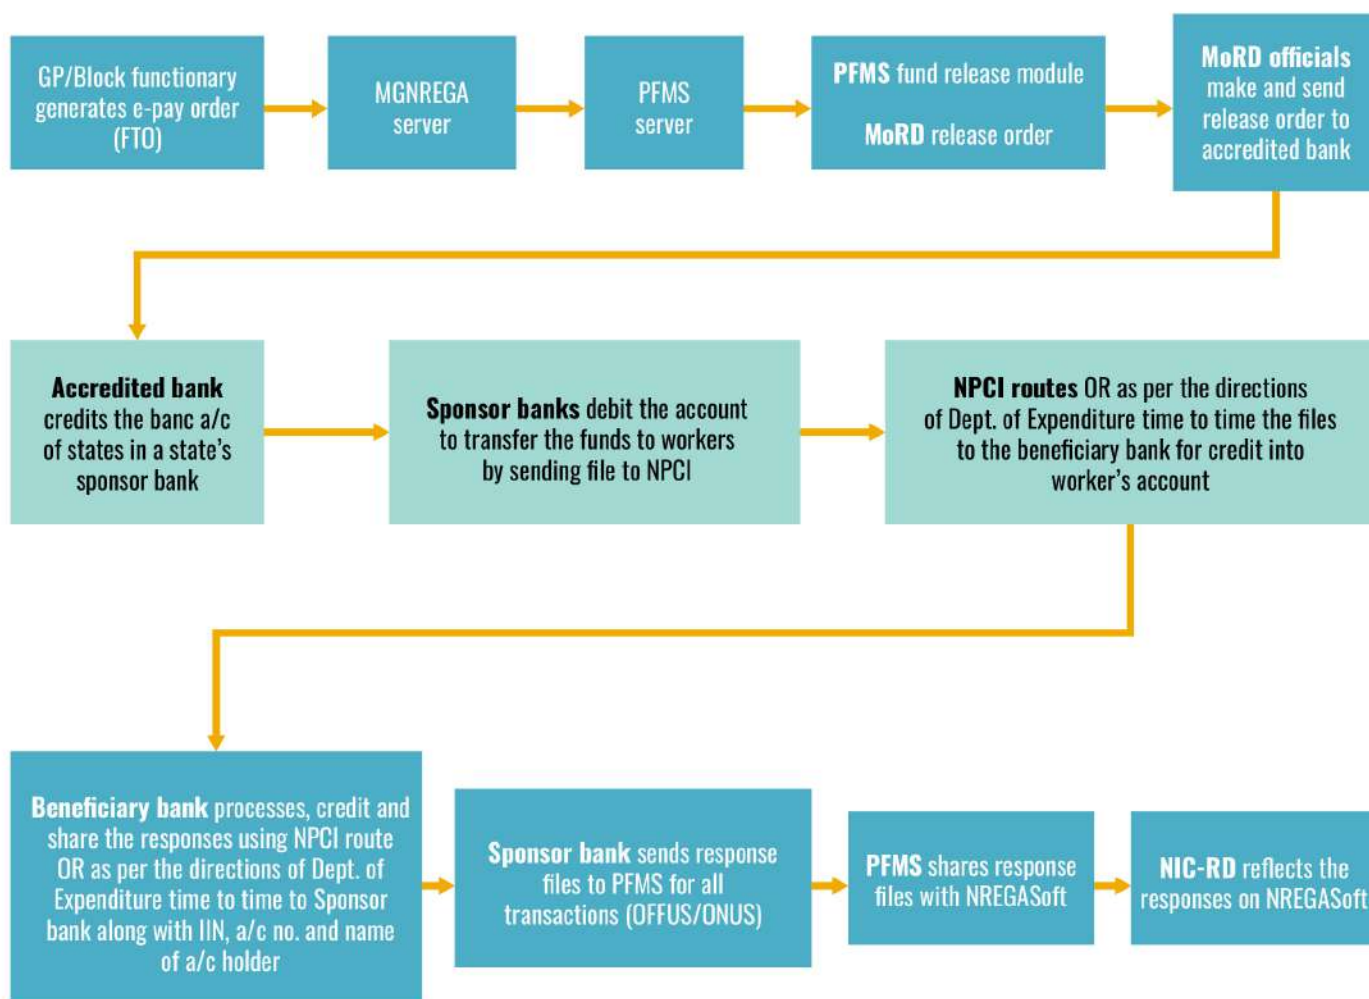 GP/Block functionary
generates e-pay order
(FTO)
MGNREGA
server
PFMS
server
PFMS fund release module
MoRD release order
MoRD officials
make and send
release order to
accredited bank
Accredited bank
credits the banc a/c
of states in a state's
sponsor bank
Sponsor banks debit the account
to transfer the funds to workers
by sending file to NPCI
NPCI routes OR as per the directions
of Dept. of Expenditure time to time the files
to the beneficiary bank for credit into
worker's account
Beneficiary bank processes, credit and
share the responses using NPCI route
OR as per the directions of Dept. of
Expenditure time to time to Sponsor
bank along with IIN, a/c no. and name
of a/c holder
Sponsor bank sends response
files to PFMS for all
transactions (OFFUS/ONUS)
PFMS shares response
files with NREGASoft
NIC-RD reflects the
responses on NREGASoft